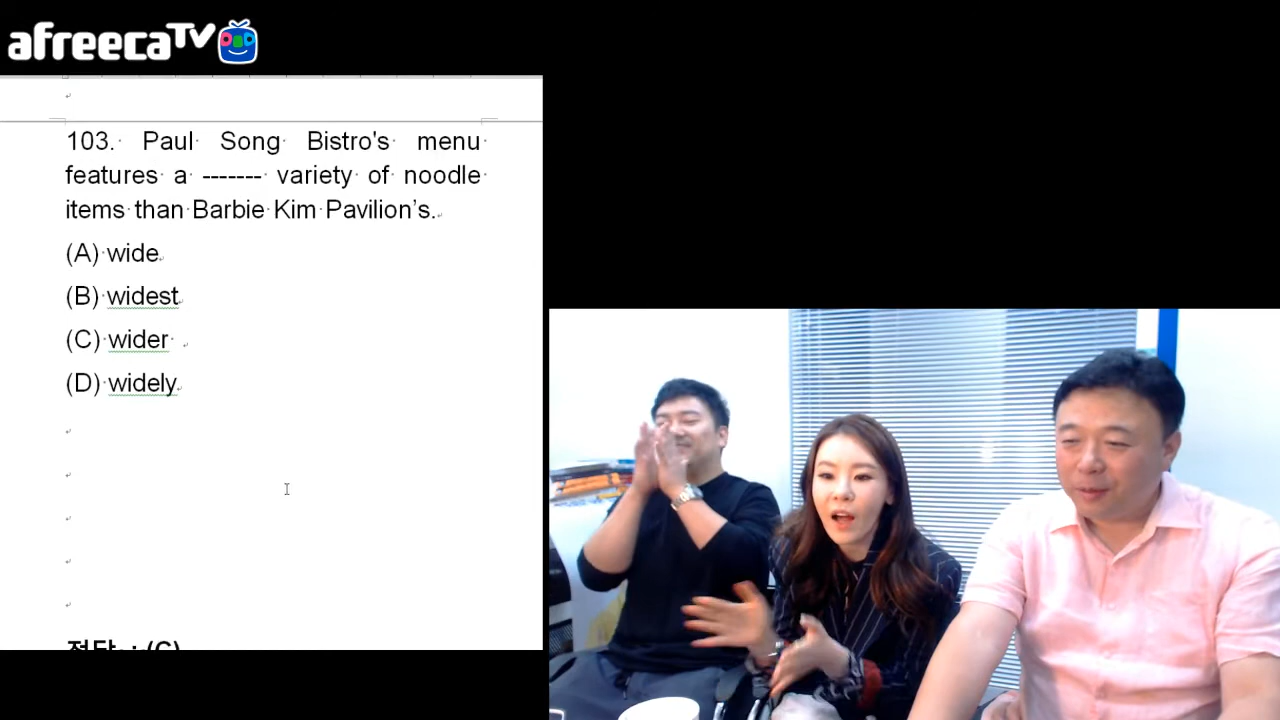 afreecaTV
103. Paul Song Bistro's menu
features a ------- variety of noodle
items than Barbie Kim Pavilion’s.
(A) wide
(B) widest
(C) wider
(D) widely
정답 : (C)